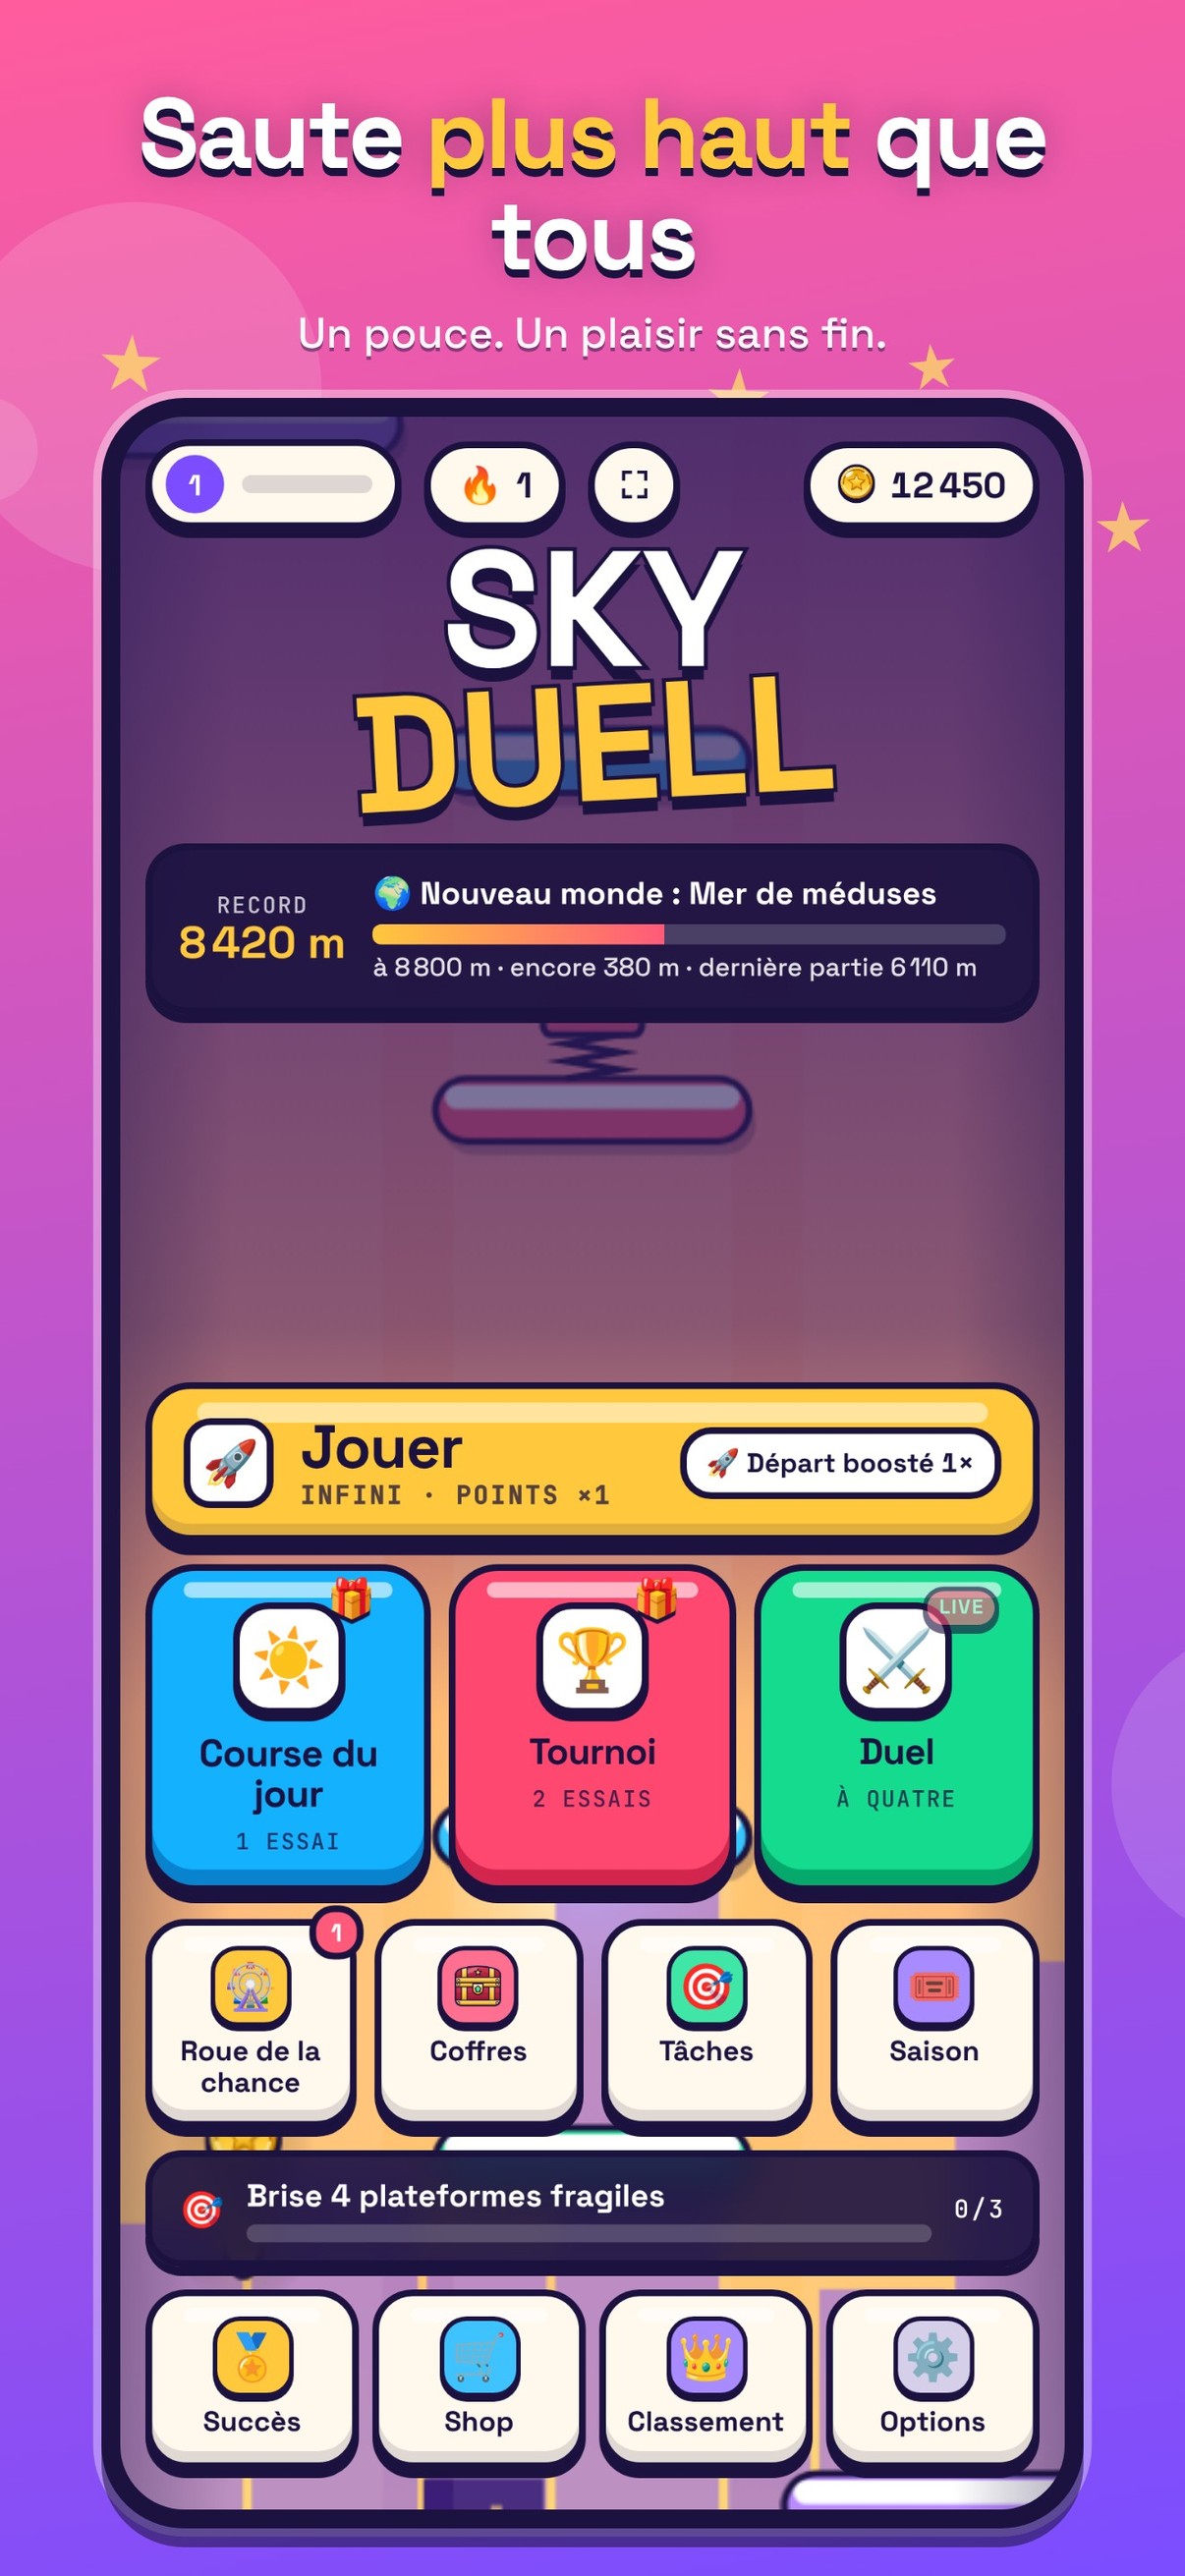 Saute plus haut que
tous
Un pouce. Un plaisir sans fin.
1
1
12 450
SKY
DUELL
RECORD
8 420 m
Nouveau monde : Mer de méduses
à 8 800 m · encore 380 m · dernière partie 6 110 m
Jouer
INFINI · POINTS ×1
Départ boosté 1×
LIVE
Course du
jour
1 ESSAI
Tournoi
2 ESSAIS
Duel
À QUATRE
1
Roue de la
chance
Coffres
Tâches
Saison
Brise 4 plateformes fragiles
0/3
Succès
Shop
Classement
Options